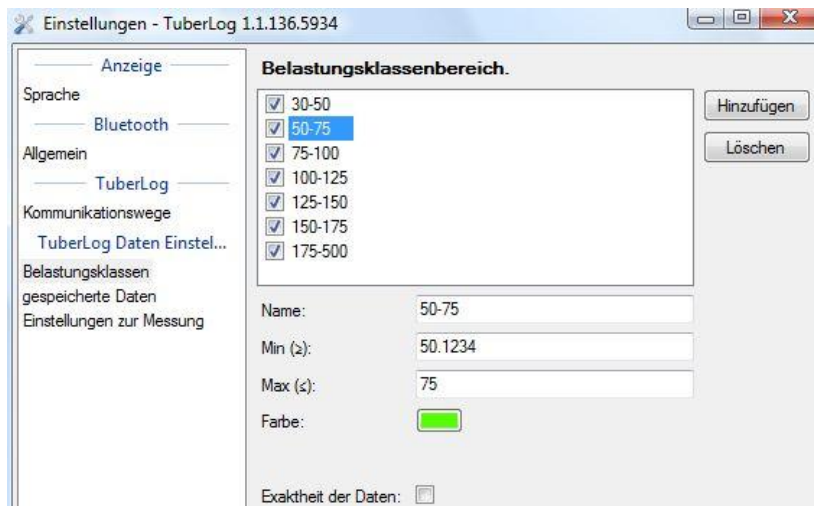 Einstellungen - TuberLog 1.1.136.5934
Anzeige
Sprache
Bluetooth
Allgemein
TuberLog
Kommunikationswege
TuberLog Daten Einstel...
Belastungsklassen
gespeicherte Daten
Einstellungen zur Messung
Belastungsklassenbereich.
30-50
50-75
75-100
100-125
125-150
150-175
175-500
Hinzufügen
Löschen
Name: 50-75
Min (≥): 50.1234
Max (≤): 75
Farbe:
Exaktheit der Daten: